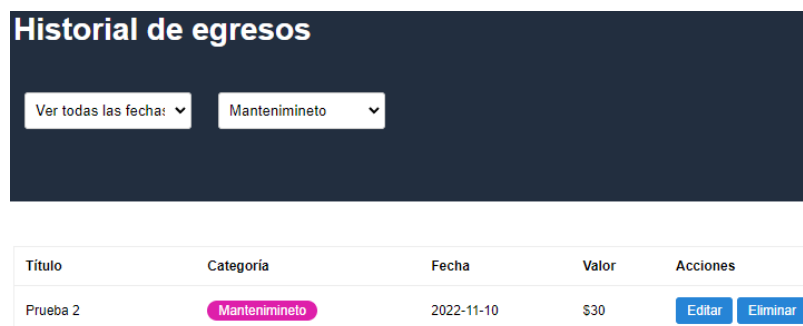 Historial de egresos
Ver todas las fechas Mantenimineto
Título Categoría Fecha Valor Acciones
Prueba 2 Mantenimineto 2022-11-10 $30 Editar Eliminar